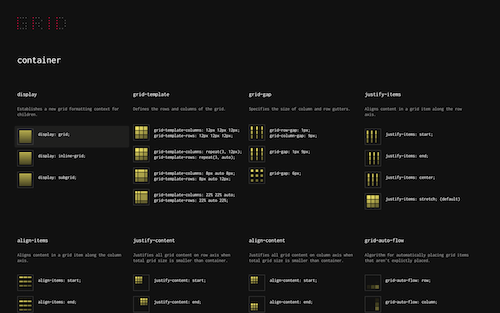 GRID
container
display
Establishes a new grid formatting context for
children.
display: grid;
display: inline-grid;
display: subgrid;
grid-template
Defines the rows and columns of the grid.
grid-template-columns: 12px 12px 12px;
grid-template-rows: 12px 12px 12px;
grid-template-columns: repeat(3, 12px);
grid-template-rows: repeat(3, auto);
grid-template-columns: 8px auto 8px;
grid-template-rows: 8px auto 12px;
grid-template-columns: 22% 22% auto;
grid-template-rows: 22% auto 22%;
grid-gap
Specifies the size of column and row gutters.
grid-row-gap: 1px;
grid-column-gap: 9px;
grid-gap: 1px 9px;
grid-gap: 6px;
justify-items
Aligns content in a grid item along the row
axis.
justify-items: start;
justify-items: end;
justify-items: center;
justify-items: stretch; (default)
align-items
Aligns content in a grid item along the column
axis.
align-items: start;
align-items: end;
justify-content
Justifies all grid content on row axis when
total grid size is smaller than container.
justify-content: start;
justify-content: end;
align-content
Justifies all grid content on column axis when
total grid size is smaller than container.
align-content: start;
align-content: end;
grid-auto-flow
Algorithm for automatically placing grid items
that aren't explicitly placed.
grid-auto-flow: row;
grid-auto-flow: column;